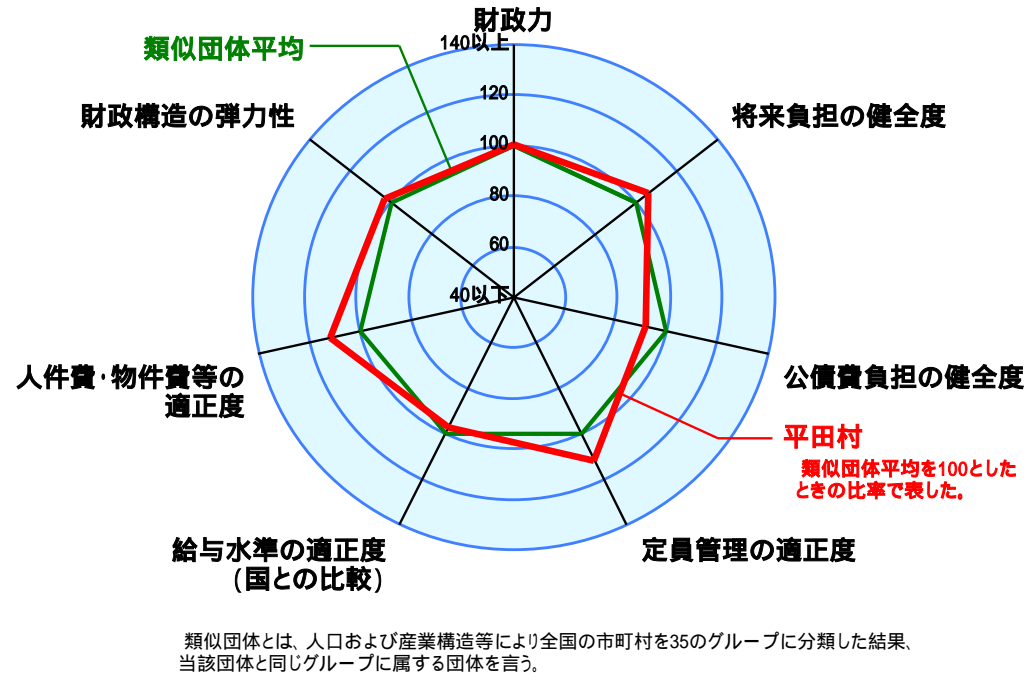 財政力
140以上
類似団体平均
120
財政構造の弾力性
将来負担の健全度
100
80
60
40以下
人件費・物件費等の
適正度
公債費負担の健全度
平田村
類似団体平均を100とした
ときの比率で表した。
給与水準の適正度
(国との比較)
定員管理の適正度
類似団体とは、人口および産業構造等により全国の市町村を35のグループに分類した結果、
当該団体と同じグループに属する団体を言う。